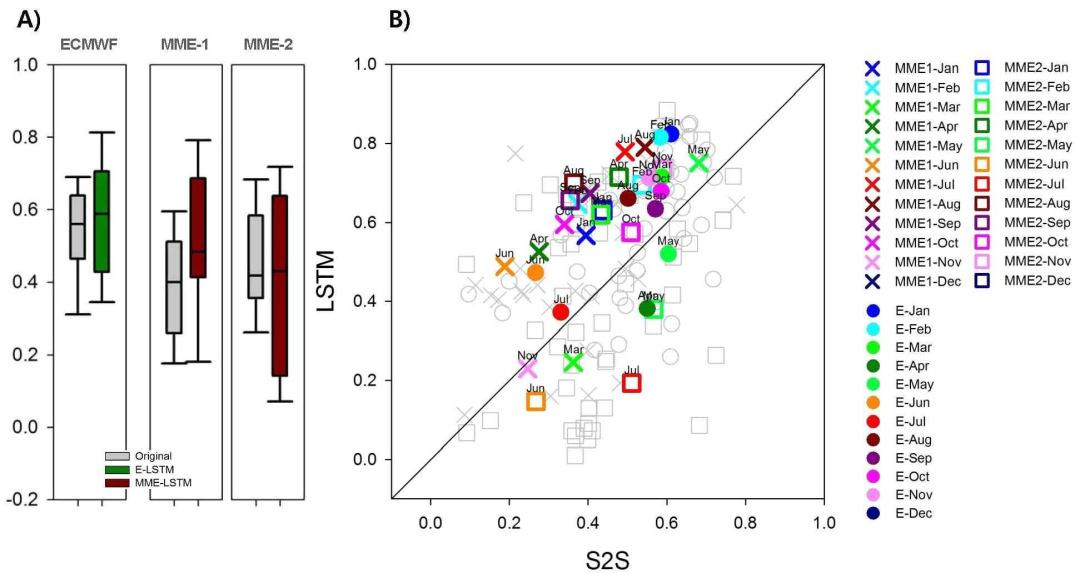 A)
B)
ECMWF
MME-1
MME-2
1.0
0.8
0.6
0.4
0.2
0.0
-0.2
Original
E-LSTM
MME-LSTM
LSTM
1.0
0.8
0.6
0.4
0.2
0.0
0.0
0.2
0.4
0.6
0.8
1.0
S2S
Feb
Jan
Jul
Aug
May
Nov
Mar
Apr
Feb
Oct
Aug
Sep
Aug
Sep
Jan
Oct
Jan
Oct
Apr
May
Jun
Jun
Jul
May
Mar
Nov
Jul
Jun
MME1-Jan
MME2-Jan
MME1-Feb
MME2-Feb
MME1-Mar
MME2-Mar
MME1-Apr
MME2-Apr
MME1-May
MME2-May
MME1-Jun
MME2-Jun
MME1-Jul
MME2-Jul
MME1-Aug
MME2-Aug
MME1-Sep
MME2-Sep
MME1-Oct
MME2-Oct
MME1-Nov
MME2-Nov
MME1-Dec
MME2-Dec
E-Jan
E-Feb
E-Mar
E-Apr
E-May
E-Jun
E-Jul
E-Aug
E-Sep
E-Oct
E-Nov
E-Dec